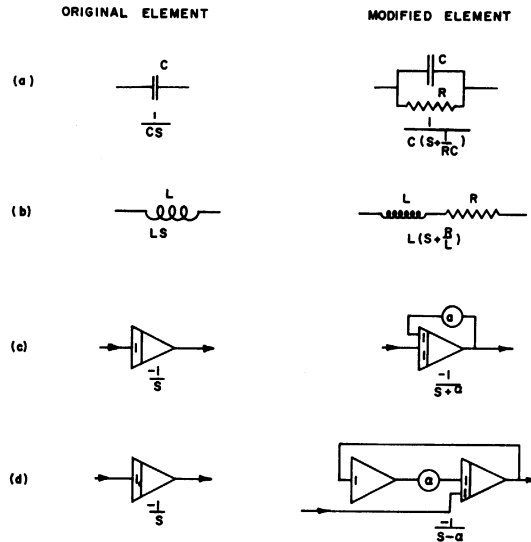 ORIGINAL ELEMENT
MODIFIED ELEMENT
(a)
C
1/CS
C
R
1/C(S+1/RC)
(b)
L
LS
L
R
L(S+R/L)
(c)
1
-1/S
a
1
1
-1/S+a
(d)
-1/S
1
a
1
1
-1/S-a